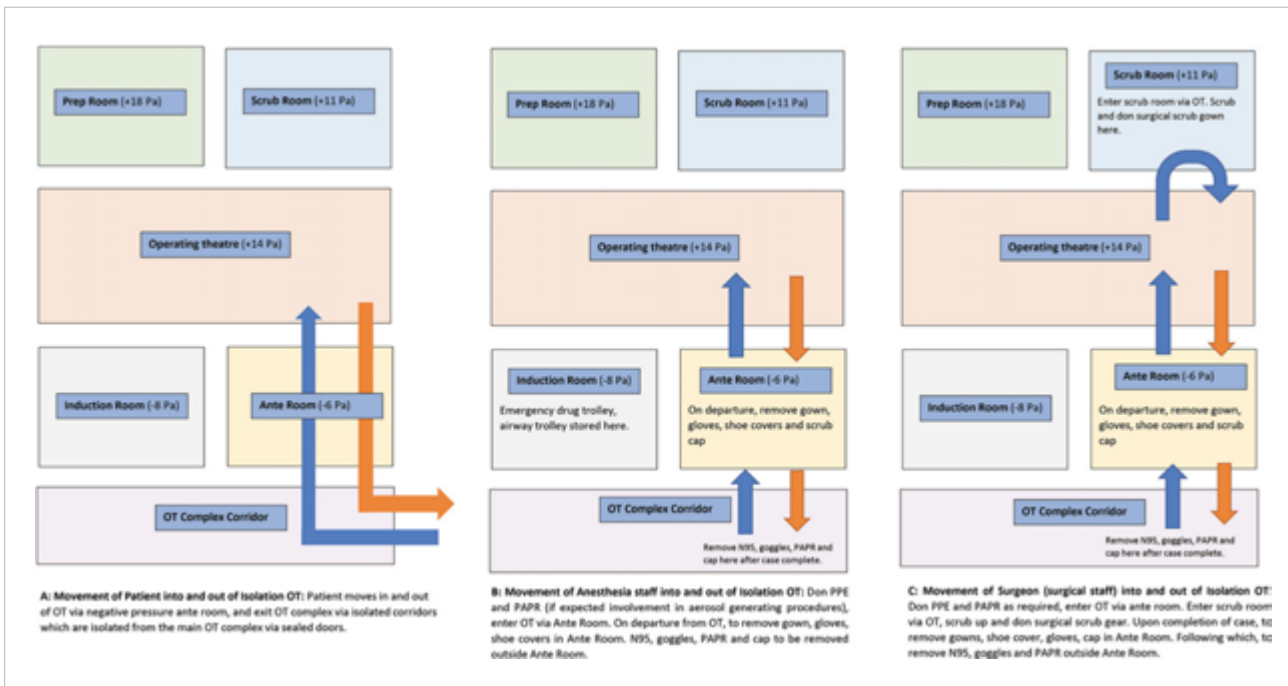 Prep Room (+18 Pa)
Scrub Room (+11 Pa)
Operating theatre (+14 Pa)
Induction Room (-8 Pa)
Ante Room (-6 Pa)
OT Complex Corridor
A: Movement of Patient into and out of Isolation OT: Patient moves in and
out of OT via negative pressure ante room, and exit OT complex via isolated corridors
which are isolated from the main OT complex via sealed doors.
Prep Room (+18 Pa)
Scrub Room (+11 Pa)
Operating theatre (+14 Pa)
Induction Room (-8 Pa)
Emergency drug trolley,
airway trolley stored here.
Ante Room (-6 Pa)
On departure, remove gown,
gloves, shoe covers and scrub
cap
OT Complex Corridor
Remove N95, goggles, PAPR and
cap here after case complete.
B: Movement of Anesthesia staff into and out of Isolation OT: Don PPE
and PAPR (if expected involvement in aerosol generating procedures),
enter OT via Ante Room. On departure from OT, to remove gown, gloves,
shoe covers in Ante Room. N95, goggles, PAPR and cap to be removed
outside Ante Room.
Prep Room (+18 Pa)
Scrub Room (+11 Pa)
Enter scrub room via OT. Scrub
and don surgical scrub gown
here.
Operating theatre (+14 Pa)
Induction Room (-8 Pa)
Ante Room (-6 Pa)
On departure, remove gown,
gloves, shoe covers and scrub
cap
OT Complex Corridor
Remove N95, goggles, PAPR and
cap here after case complete.
C: Movement of Surgeon (surgical staff) into and out of Isolation OT:
Don PPE and PAPR as required, enter OT via ante room. Enter scrub room
via OT, scrub up and don surgical scrub gear. Upon completion of case, to
remove gowns, shoe cover, gloves, cap in Ante Room. Following which, to
remove N95, goggles and PAPR outside Ante Room.